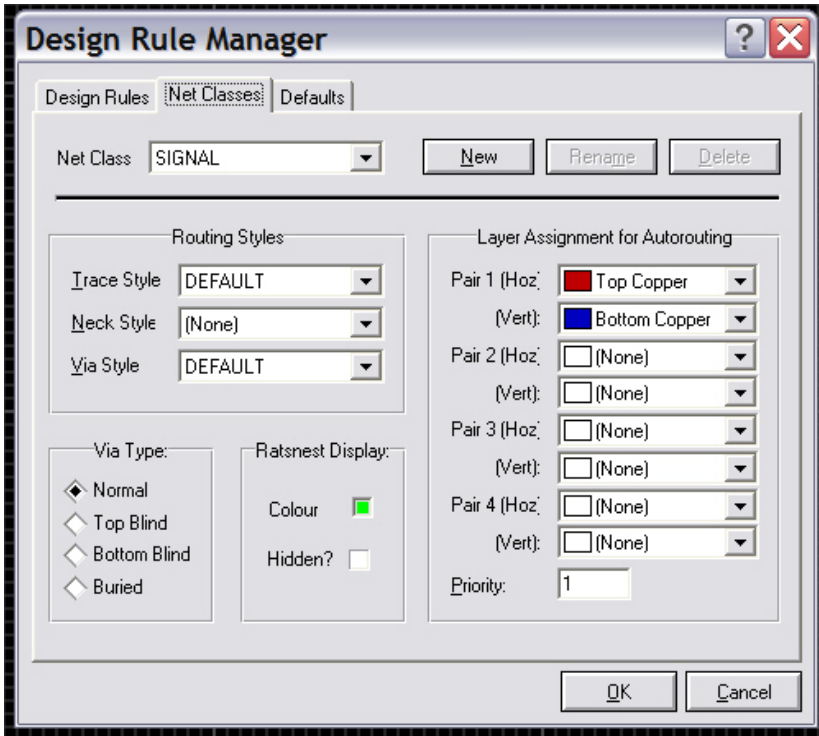 Design Rule Manager
?
Design Rules Net Classes Defaults
Net Class SIGNAL New Rename Delete
Routing Styles
Trace Style DEFAULT
Neck Style (None)
Via Style DEFAULT
Layer Assignment for Autorouting
Pair 1 (Hoz Top Copper
(Vert): Bottom Copper
Pair 2 (Hoz (None)
(Vert): (None)
Pair 3 (Hoz (None)
(Vert): (None)
Pair 4 (Hoz (None)
(Vert): (None)
Priority: 1
Via Type:
Normal
Top Blind
Bottom Blind
Buried
Ratsnest Display:
Colour
Hidden?
OK Cancel